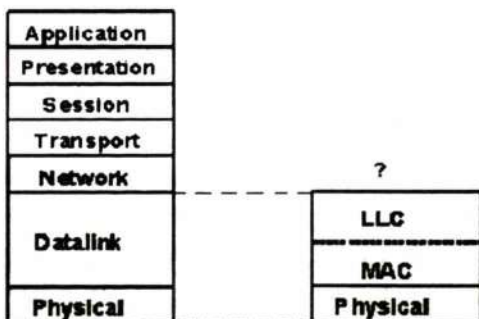 Application
Presentation
Session
Transport
Network
?
Datalink
LLC
MAC
Physical
Physical